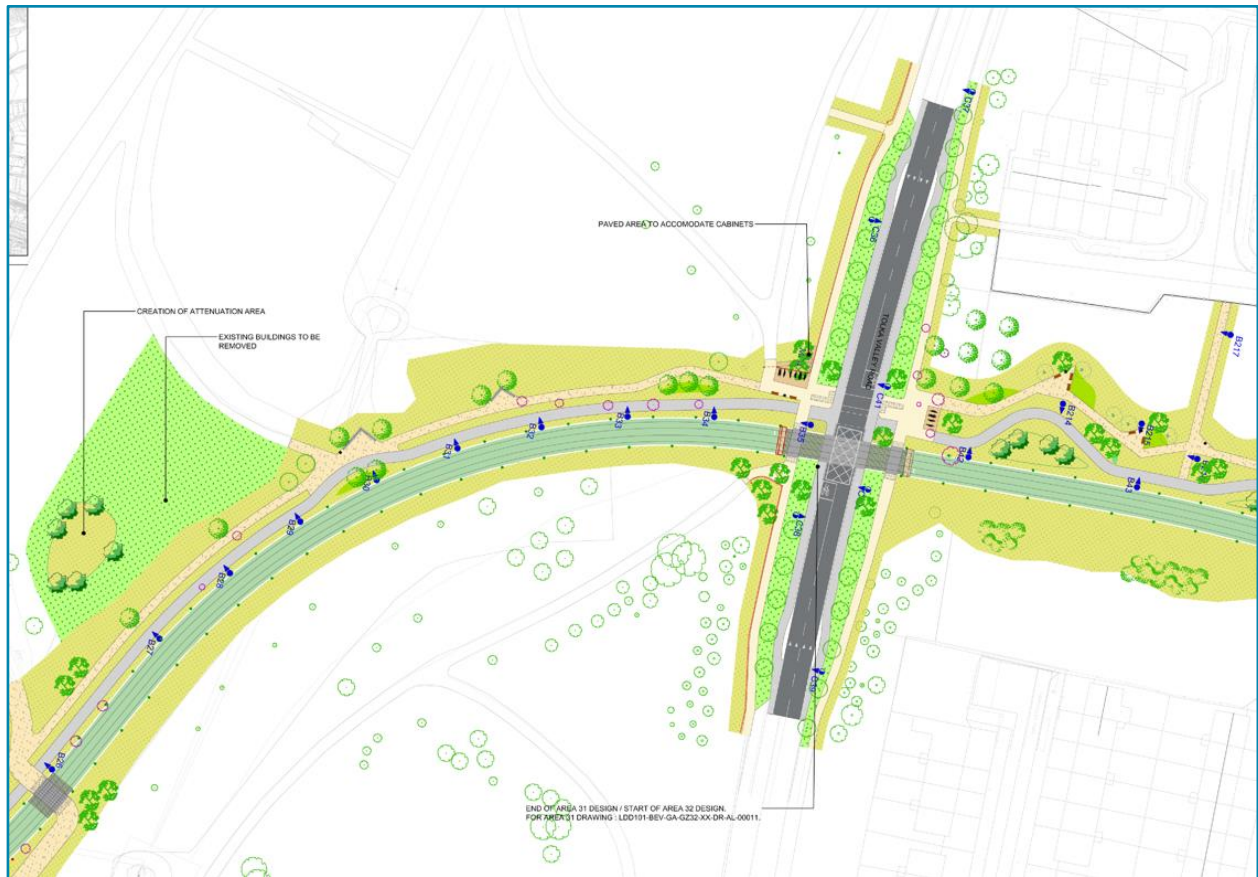 C37
PAVED AREA TO ACCOMODATE CABINETS
C36
CREATION OF ATTENUATION AREA
EXISTING BUILDINGS TO BE
REMOVED
TOLKA VALLEY ROAD
B217
C41
B214
B32
B33
B34
B35
B31
B42
B43
B30
B29
C38
B28
B27
C39
B26
END OF AREA 31 DESIGN / START OF AREA 32 DESIGN.
FOR AREA 31 DRAWING : LDD101-BEV-GA-GZ32-XX-DR-AL-00011.